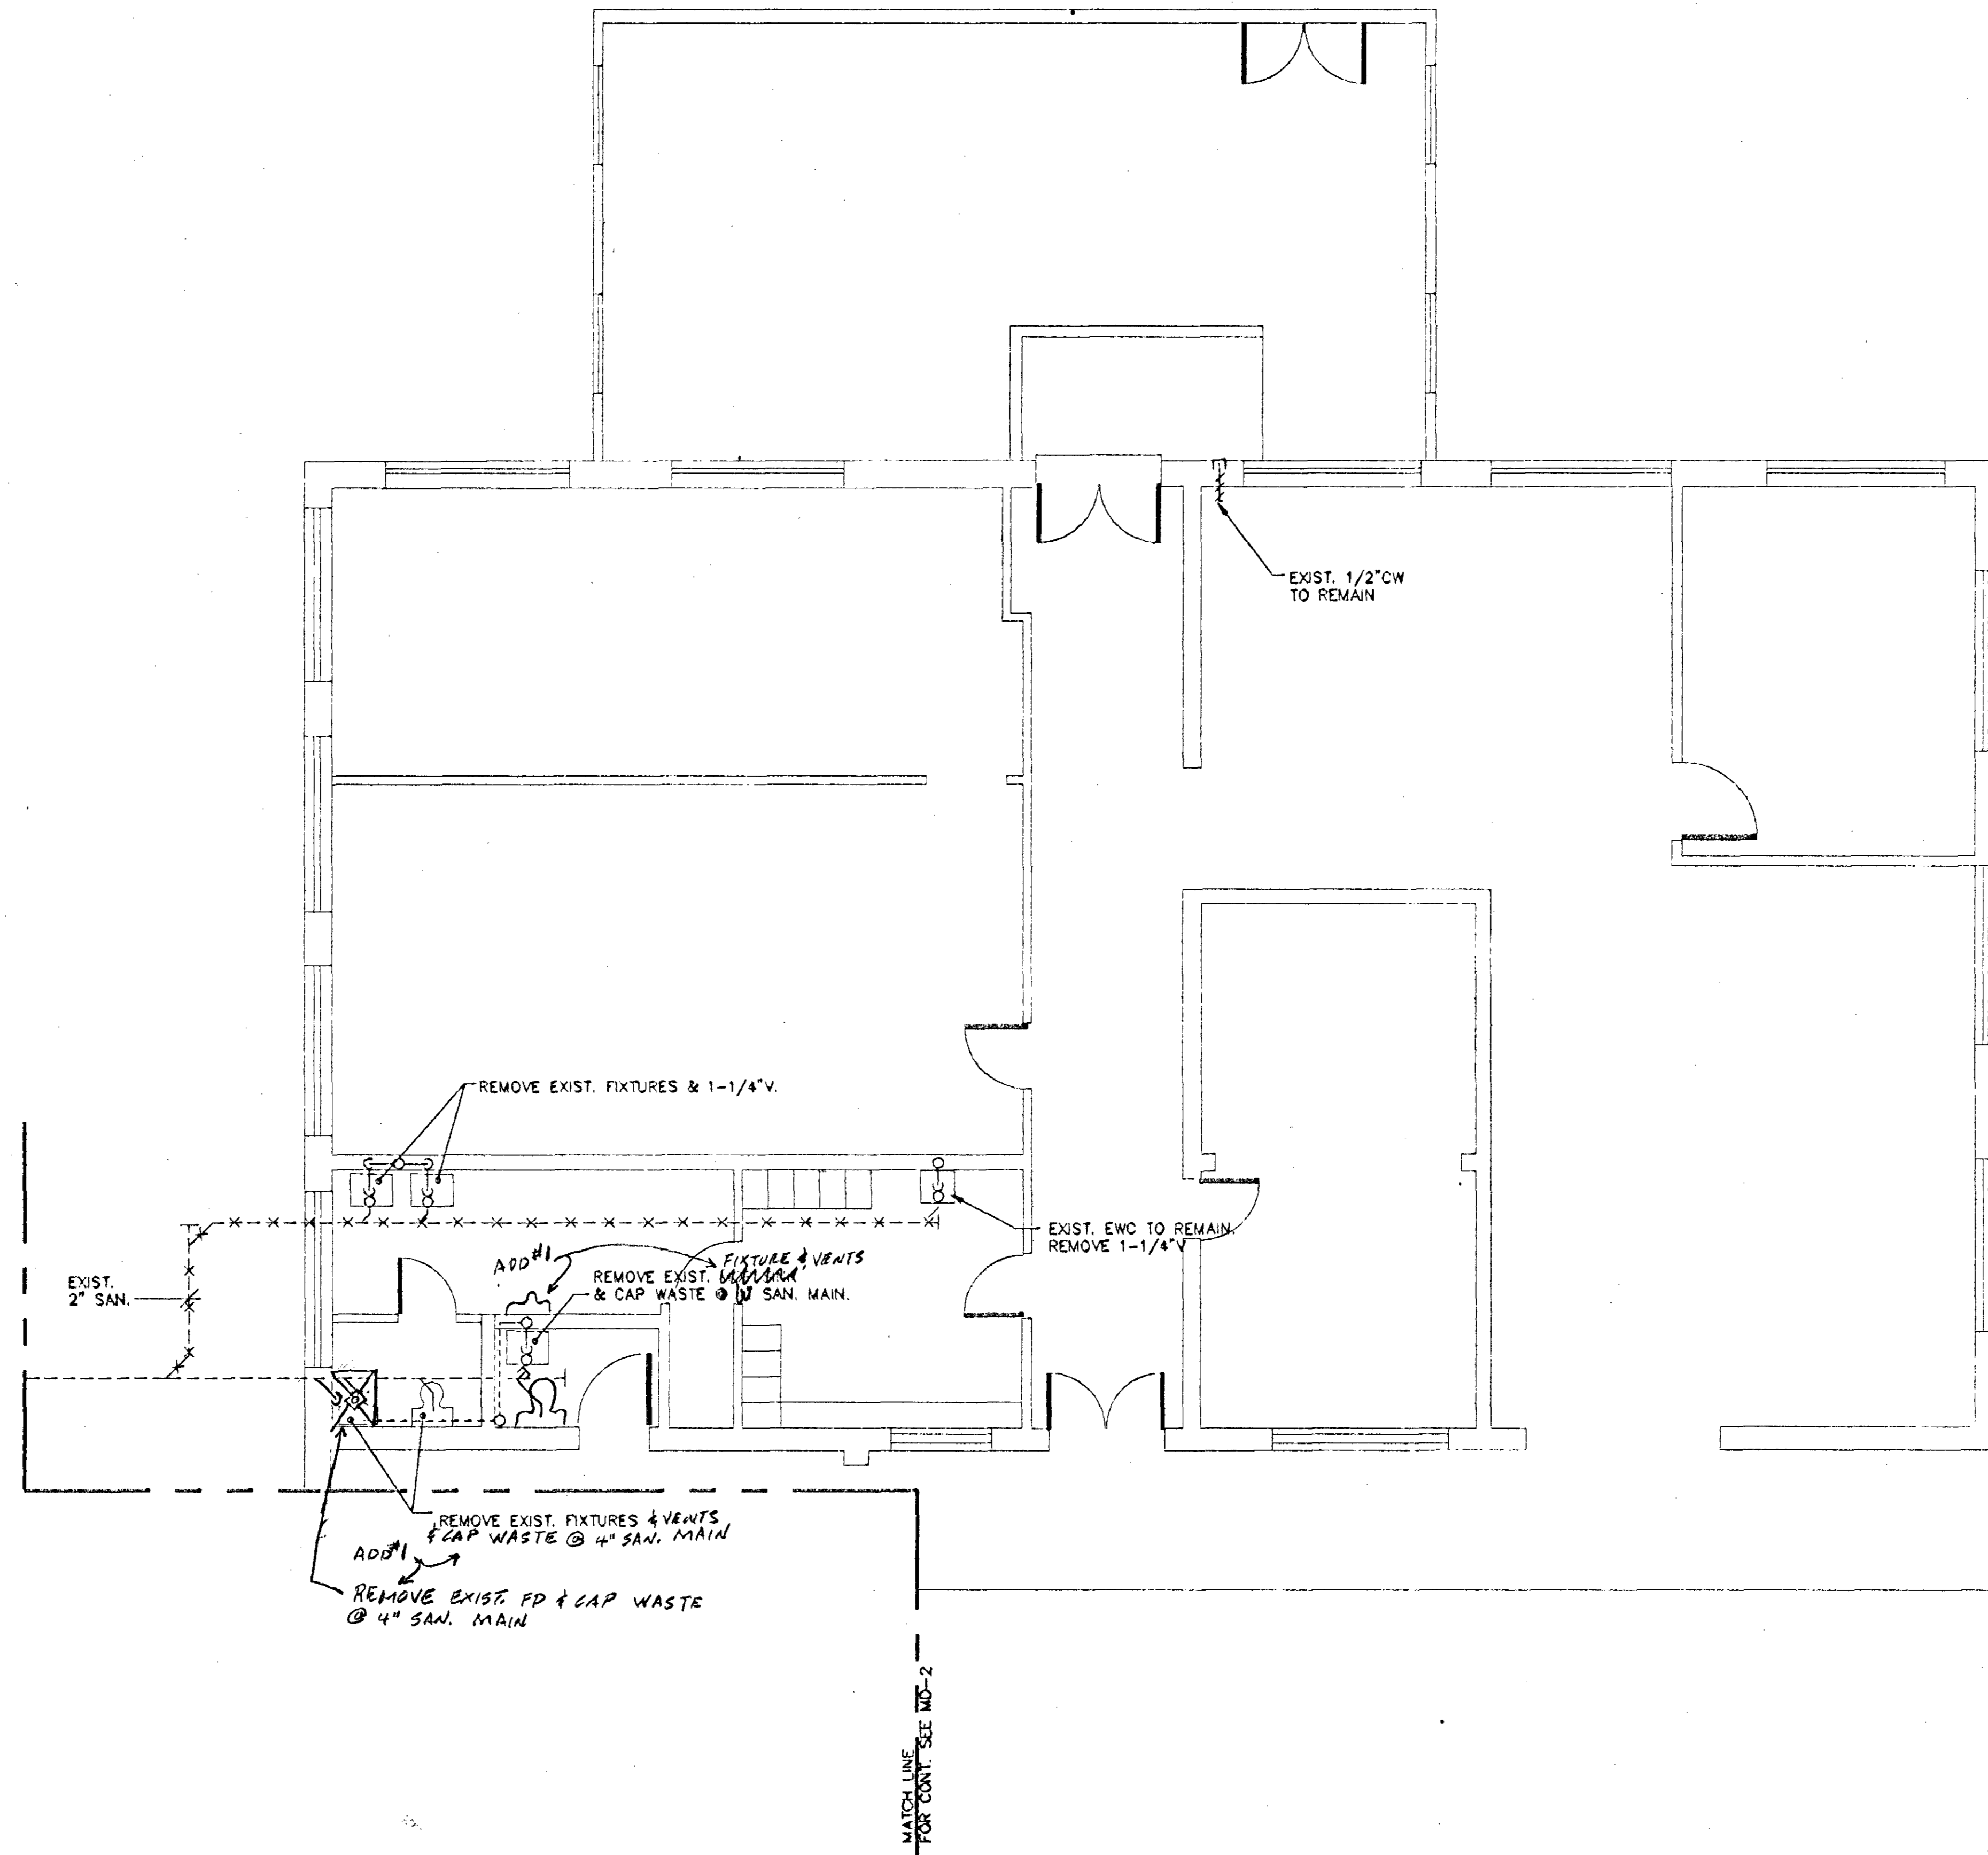 EXIST. 1/2"CW
TO REMAIN
REMOVE EXIST. FIXTURES & 1-1/4"V.
EXIST. EWC TO REMAIN.
REMOVE 1-1/4"V
ADD #1
FIXTURE & VENTS
REMOVE EXIST.
& CAP WASTE @ SAN. MAIN.
EXIST.
2" SAN.
REMOVE EXIST. FIXTURES & VENTS
& CAP WASTE @ 4" SAN. MAIN
ADD #1
REMOVE EXIST. FD & CAP WASTE
@ 4" SAN. MAIN
MATCH LINE
FOR CONT. SEE MD-2